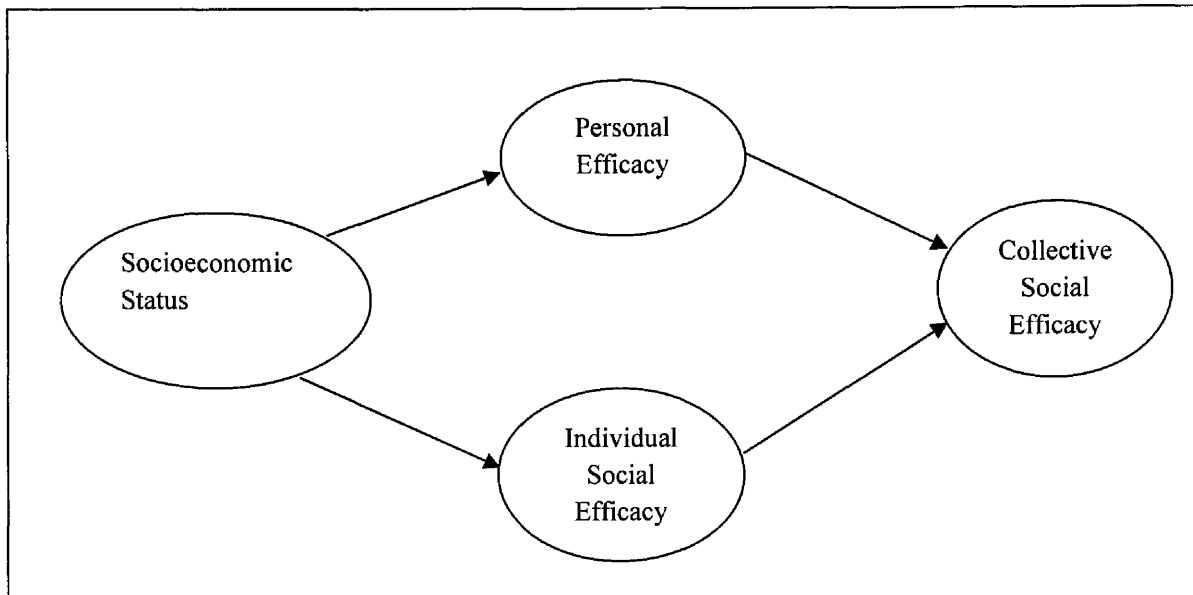 Personal
Efficacy
Socioeconomic
Status
Collective
Social
Efficacy
Individual
Social
Efficacy